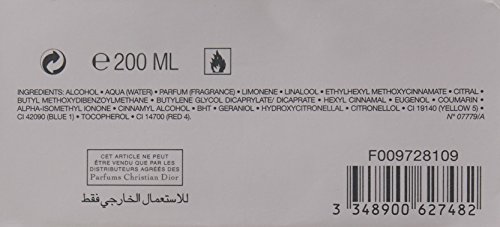 ℮ 200 ML
INGREDIENTS: ALCOHOL • AQUA (WATER) • PARFUM (FRAGRANCE) • LIMONENE • LINALOOL • ETHYLHEXYL METHOXYCINNAMATE • CITRAL •
BUTYL METHOXYDIBENZOYLMETHANE • BUTYLENE GLYCOL DICAPRYLATE/ DICAPRATE • HEXYL CINNAMAL • EUGENOL • COUMARIN
ALPHA-ISOMETHYL IONONE • CINNAMYL ALCOHOL • BHT • GERANIOL • HYDROXYCITRONELLAL • CITRONELLOL • CI 19140 (YELLOW 5) •
CI 42090 (BLUE 1) • TOCOPHEROL • CI 14700 (RED 4).
N° 07779/A
CET ARTICLE NE PEUT
ÊTRE VENDU QUE PAR LES
DISTRIBUTEURS AGRÉÉS DES
Parfums Christian Dior
للاستعمال الخارجي فقط
F009728109
3 348900 627482